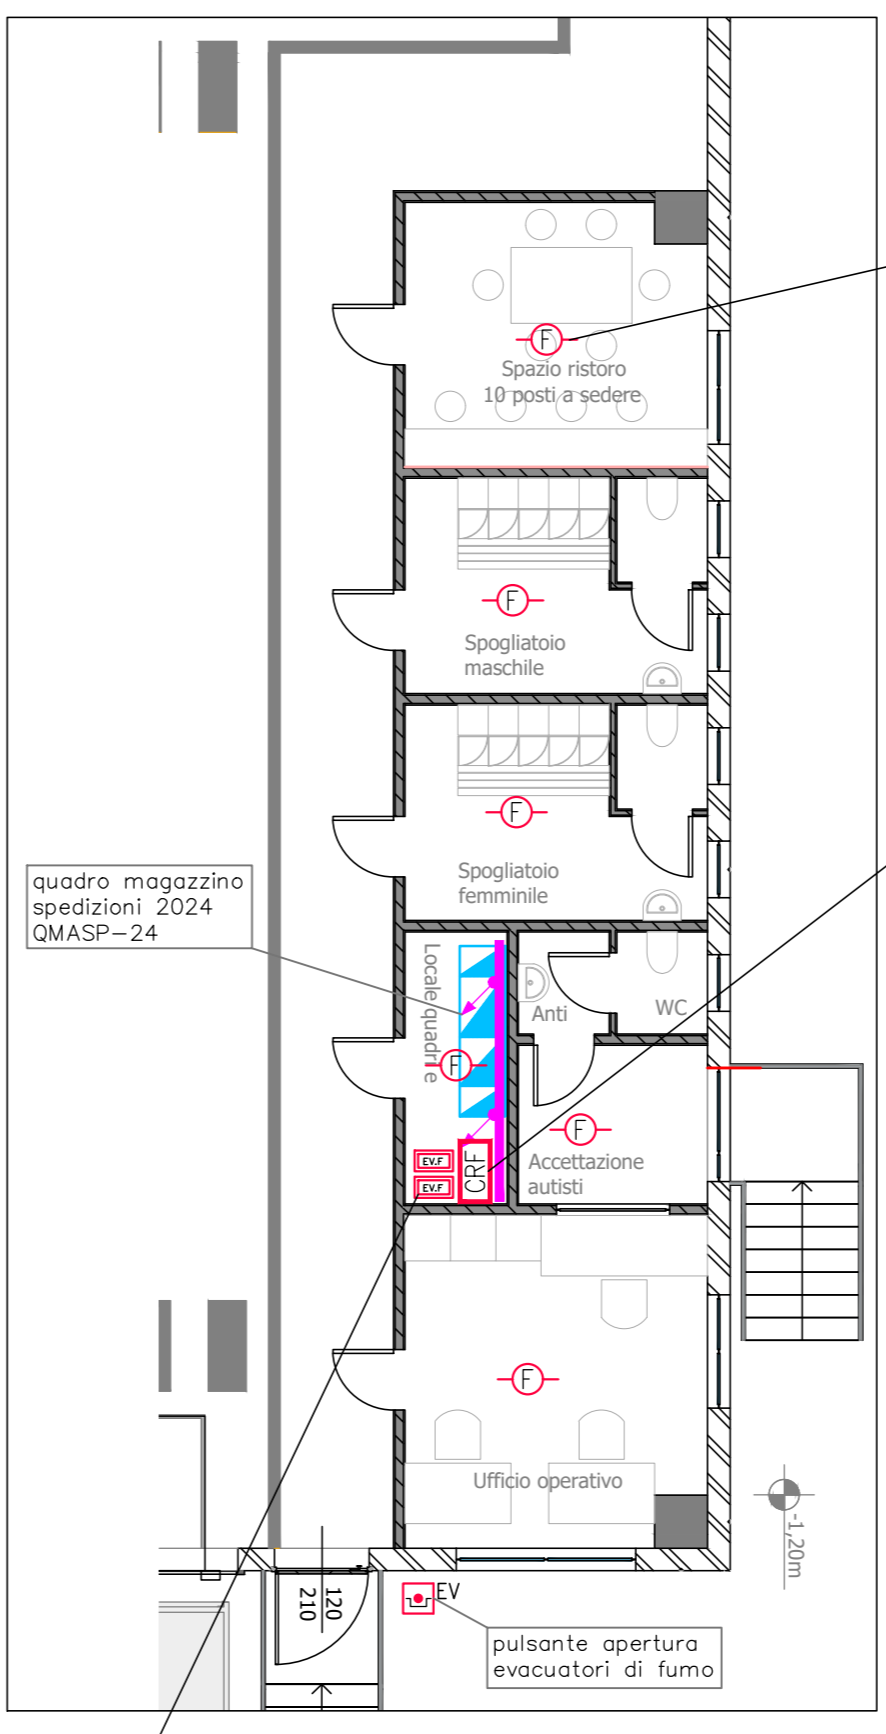 F
Spazio ristoro
10 posti a sedere
F
Spogliatoio
maschile
F
Spogliatoio
femminile
quadro magazzino
spedizioni 2024
QMASP-24
Locale quadri e
F
Anti
WC
F
Accettazione
autisti
EV.F
EV.F
CRF
F
Ufficio operativo
-1,20m
120
210
EV
pulsante apertura
evacuatori di fumo